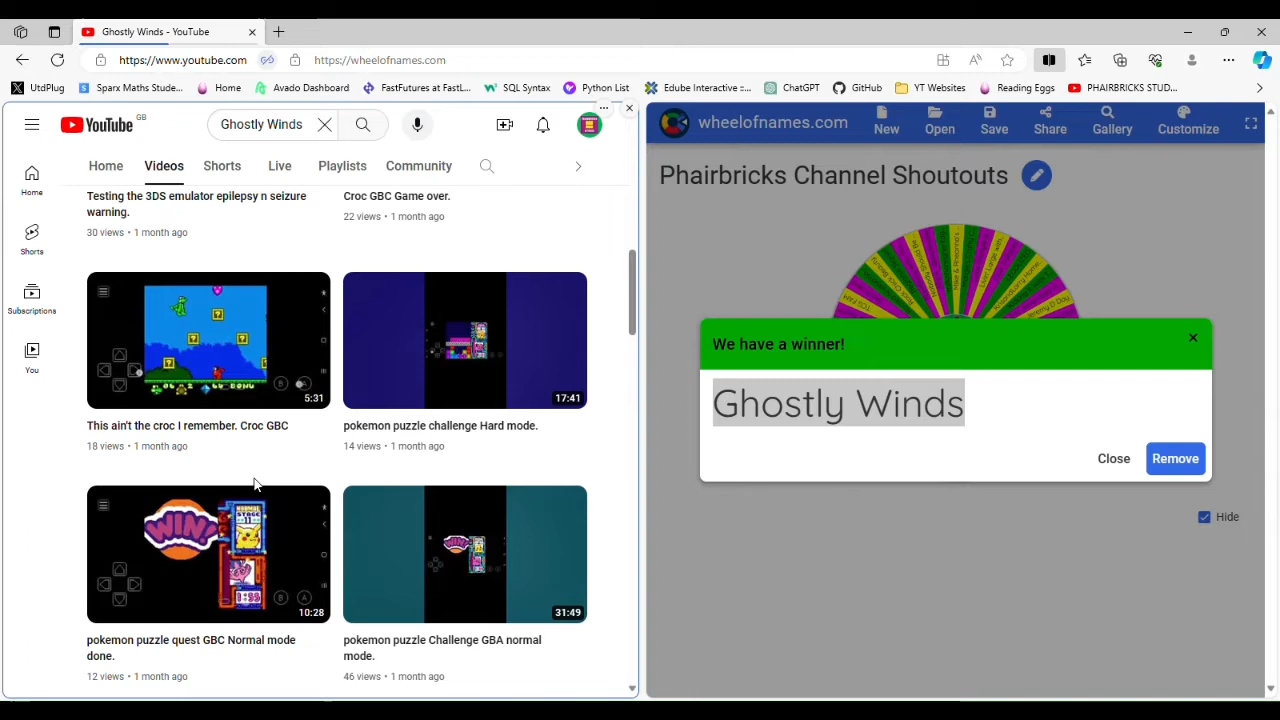 Ghostly Winds - YouTube
https://www.youtube.com
https://wheelofnames.com
UtdPlug
Sparx Maths Stude...
Home
Avado Dashboard
FastFutures at FastL...
SQL Syntax
Python List
Edube Interactive ::...
ChatGPT
GitHub
YT Websites
Reading Eggs
PHAIRBRICKS STUD...
YouTube GB
Ghostly Winds
Home
Videos
Shorts
Live
Playlists
Community
Home
Shorts
Subscriptions
You
Testing the 3DS emulator epilepsy n seizure
warning.
30 views • 1 month ago
Croc GBC Game over.
22 views • 1 month ago
5:31
This ain't the croc I remember. Croc GBC
18 views • 1 month ago
17:41
pokemon puzzle challenge Hard mode.
14 views • 1 month ago
WIN!
NORMAL
STAGE
11
1:59
B
A
10:28
pokemon puzzle quest GBC Normal mode
done.
12 views • 1 month ago
31:49
pokemon puzzle Challenge GBA normal
mode.
46 views • 1 month ago
wheelofnames.com
New
Open
Save
Share
Gallery
Customize
Phairbricks Channel Shoutouts
We have a winner!
Ghostly Winds
Close
Remove
Hide